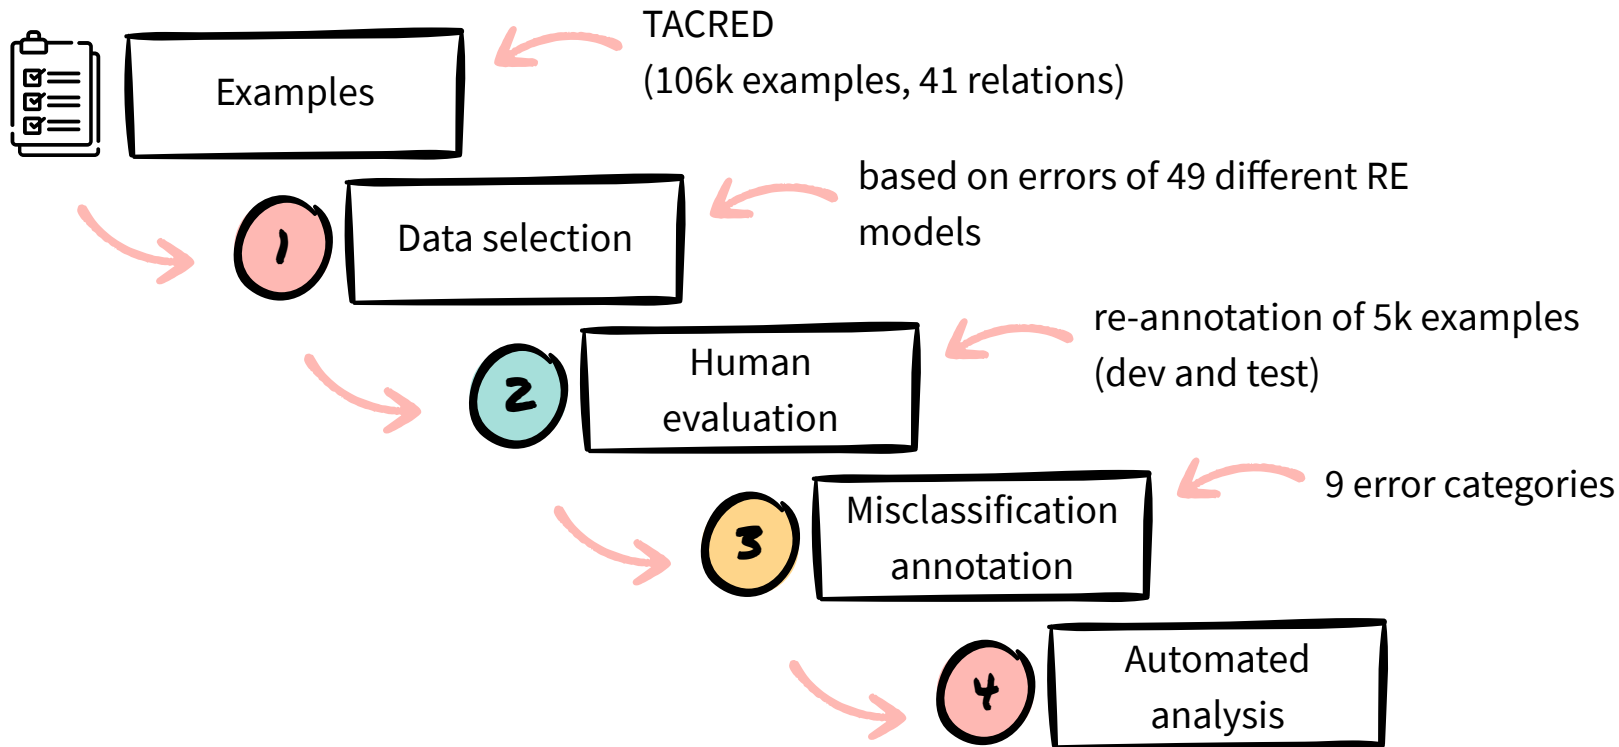 TACRED
(106k examples, 41 relations)
Examples
based on errors of 49 different RE
models
1
Data selection
re-annotation of 5k examples
(dev and test)
2
Human
evaluation
9 error categories
3
Misclassification
annotation
4
Automated
analysis